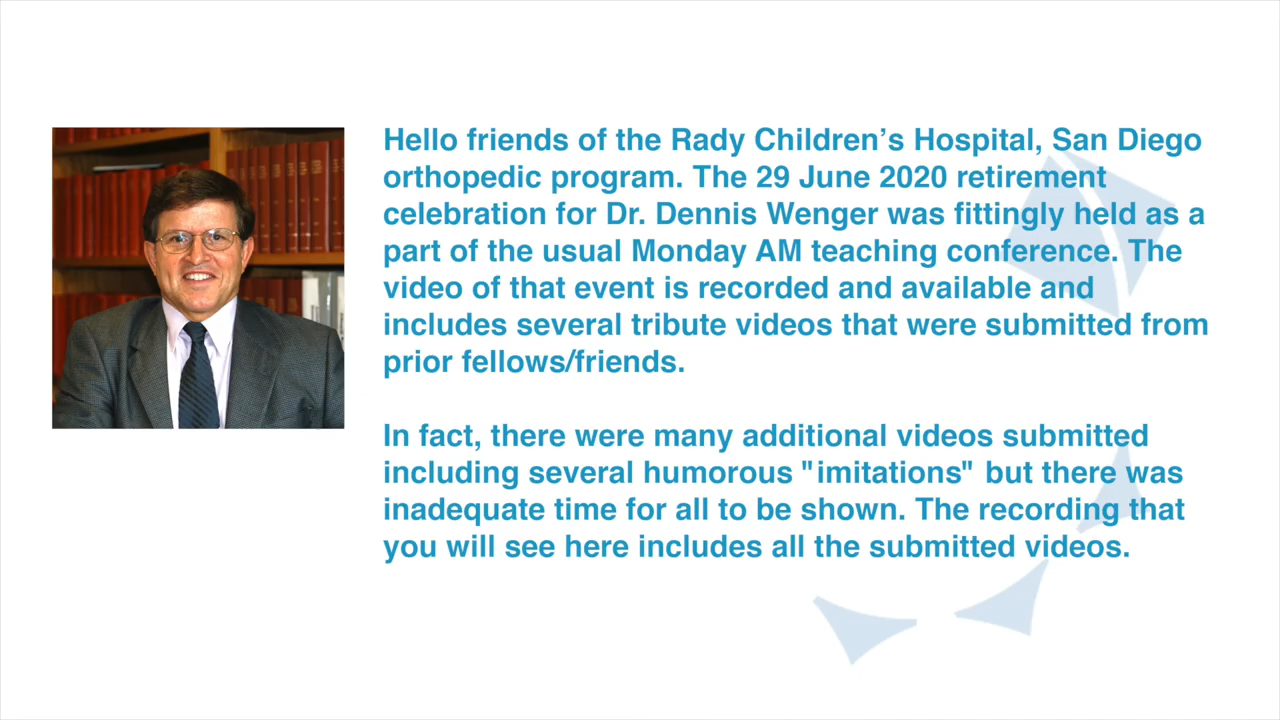 Hello friends of the Rady Children’s Hospital, San Diego
orthopedic program. The 29 June 2020 retirement
celebration for Dr. Dennis Wenger was fittingly held as a
part of the usual Monday AM teaching conference. The
video of that event is recorded and available and
includes several tribute videos that were submitted from
prior fellows/friends.
In fact, there were many additional videos submitted
including several humorous "imitations" but there was
inadequate time for all to be shown. The recording that
you will see here includes all the submitted videos.